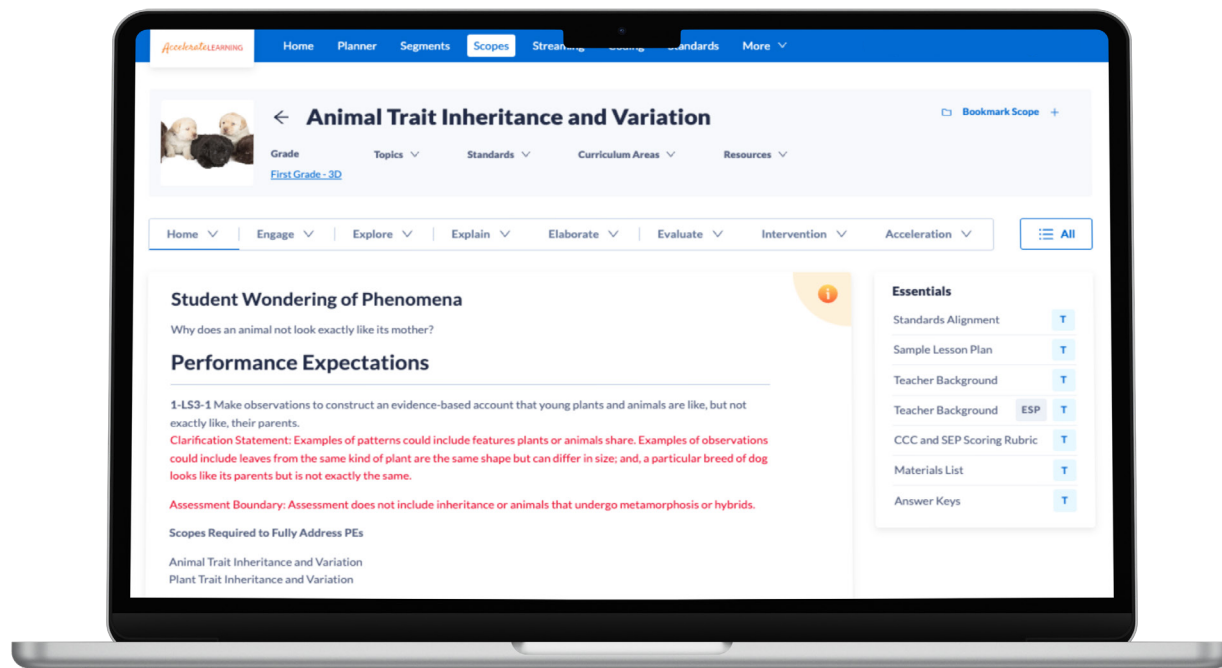 AccelerateLEARNING
Home Planner Segments Scopes More
Animal Trait Inheritance and Variation
Bookmark Scope +
Grade Topics Standards Curriculum Areas Resources
First Grade - 3D
Home Engage Explore Explain Elaborate Evaluate Intervention Acceleration All
Student Wondering of Phenomena
Why does an animal not look exactly like its mother?
Performance Expectations
1-LS3-1 Make observations to construct an evidence-based account that young plants and animals are like, but not
exactly like, their parents.
Clarification Statement: Examples of patterns could include features plants or animals share. Examples of observations
could include leaves from the same kind of plant are the same shape but can differ in size; and, a particular breed of dog
looks like its parents but is not exactly the same.
Assessment Boundary: Assessment does not include inheritance or animals that undergo metamorphosis or hybrids.
Scopes Required to Fully Address PEs
Animal Trait Inheritance and Variation
Plant Trait Inheritance and Variation
i
Essentials
Standards Alignment T
Sample Lesson Plan T
Teacher Background T
Teacher Background ESP T
CCC and SEP Scoring Rubric T
Materials List T
Answer Keys T